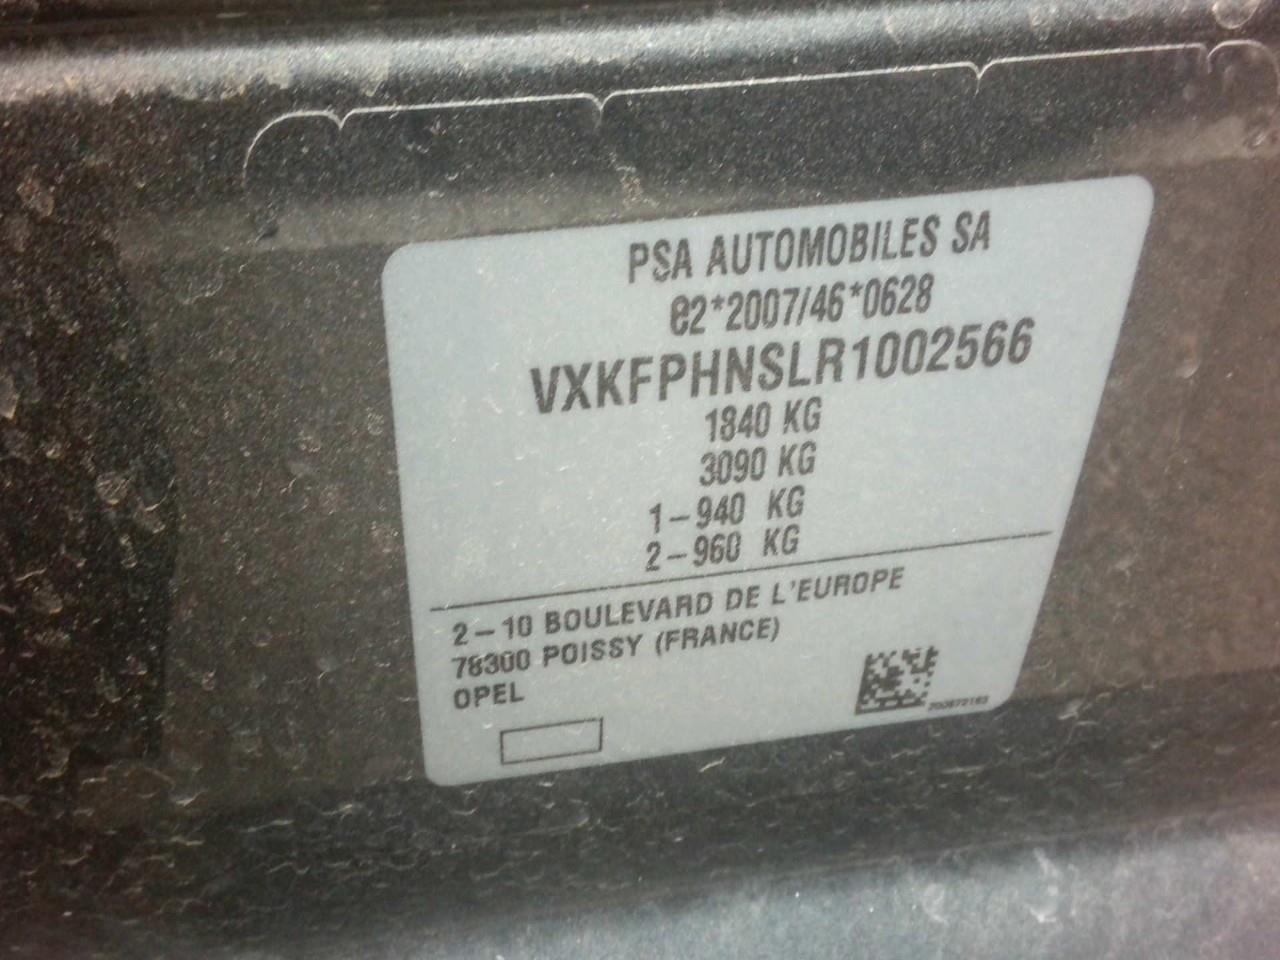 PSA AUTOMOBILES SA
e2*2007/46*0628
VXKFPHNSLR1002566
1840 KG
3090 KG
1-940 KG
2-960 KG
2-10 BOULEVARD DE L'EUROPE
78300 POISSY (FRANCE)
OPEL